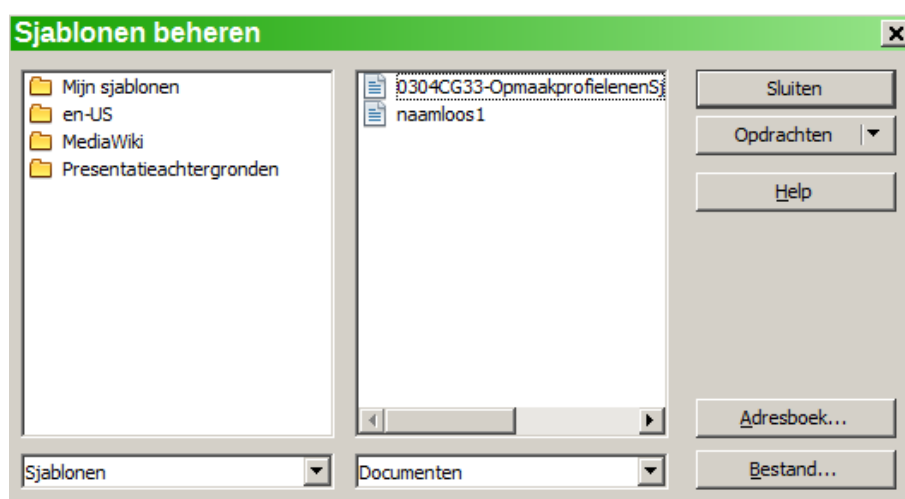 Sjablonen beheren
Mijn sjablonen
en-US
MediaWiki
Presentatieachtergronden
Sjablonen
0304CG33-OpmaakprofielenenSj
naamloos1
Documenten
Sluiten
Opdrachten
Help
Adresboek...
Bestand...